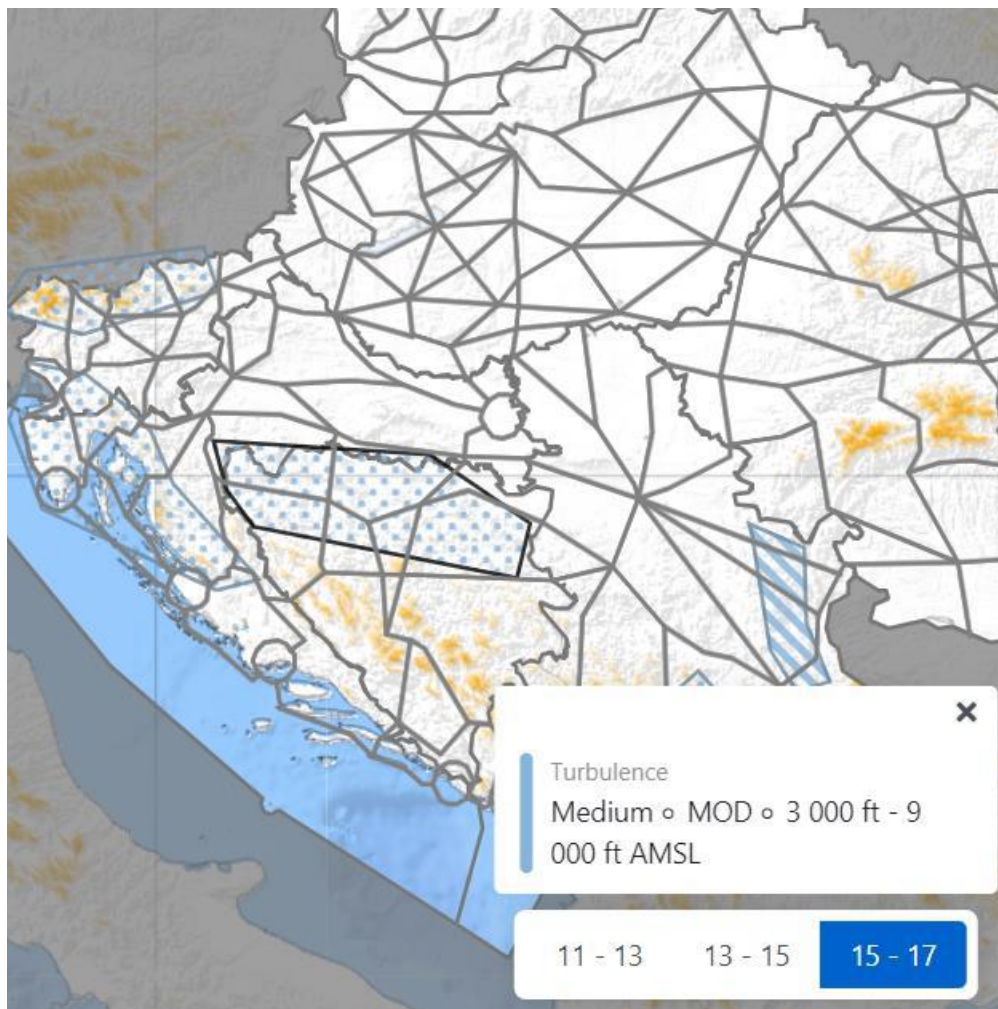 Turbulence
Medium ∘ MOD ∘ 3 000 ft - 9
000 ft AMSL
11 - 13 13 - 15 15 - 17